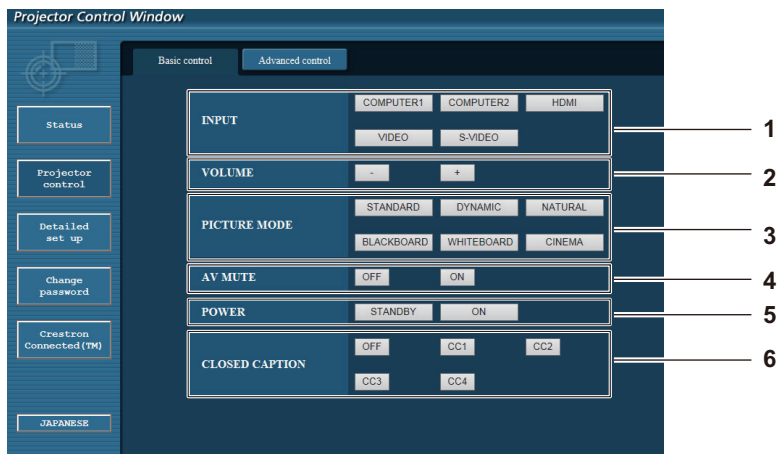 Projector Control Window
Basic control Advanced control
Status
Projector control
Detailed set up
Change password
Crestron Connected(TM)
JAPANESE
INPUT
COMPUTER1 COMPUTER2 HDMI
VIDEO S-VIDEO
1
VOLUME
- +
2
PICTURE MODE
STANDARD DYNAMIC NATURAL
BLACKBOARD WHITEBOARD CINEMA
3
AV MUTE
OFF ON
4
POWER
STANDBY ON
5
CLOSED CAPTION
OFF CC1 CC2
CC3 CC4
6